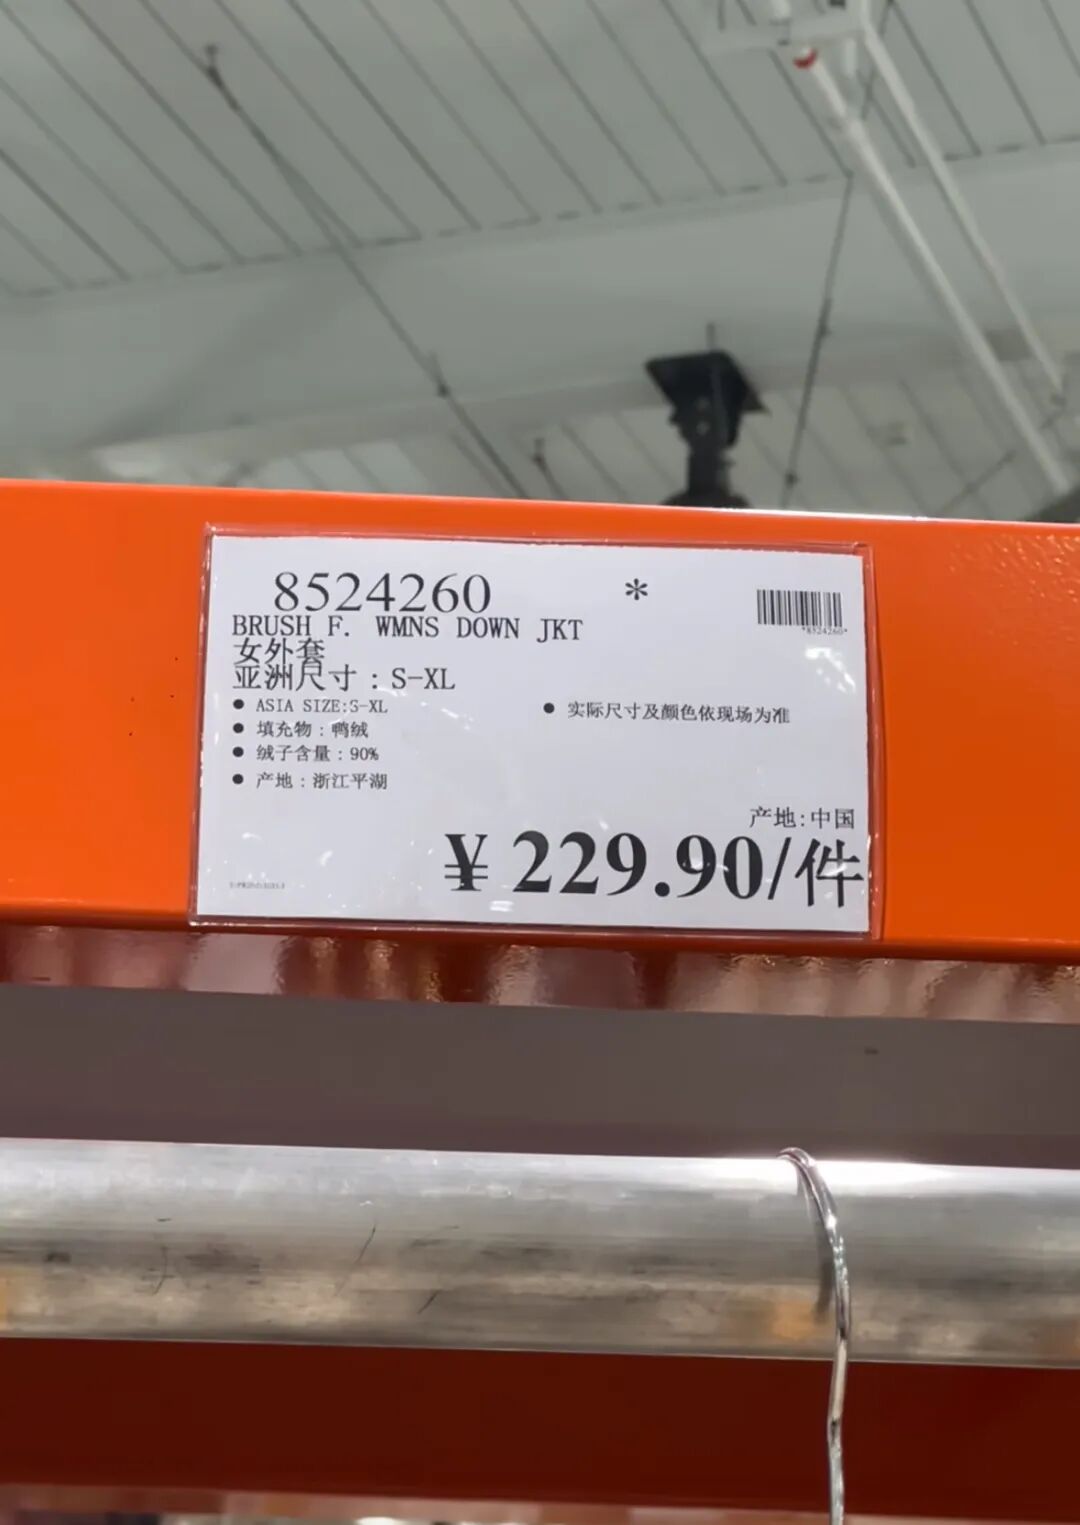 8524260 *
*8524260*
BRUSH F. WMNS DOWN JKT
女外套
亚洲尺寸：S-XL
● ASIA SIZE:S-XL
● 实际尺寸及颜色依现场为准
● 填充物：鸭绒
● 绒子含量：90%
● 产地：浙江平湖
产地:中国
¥ 229.90/件